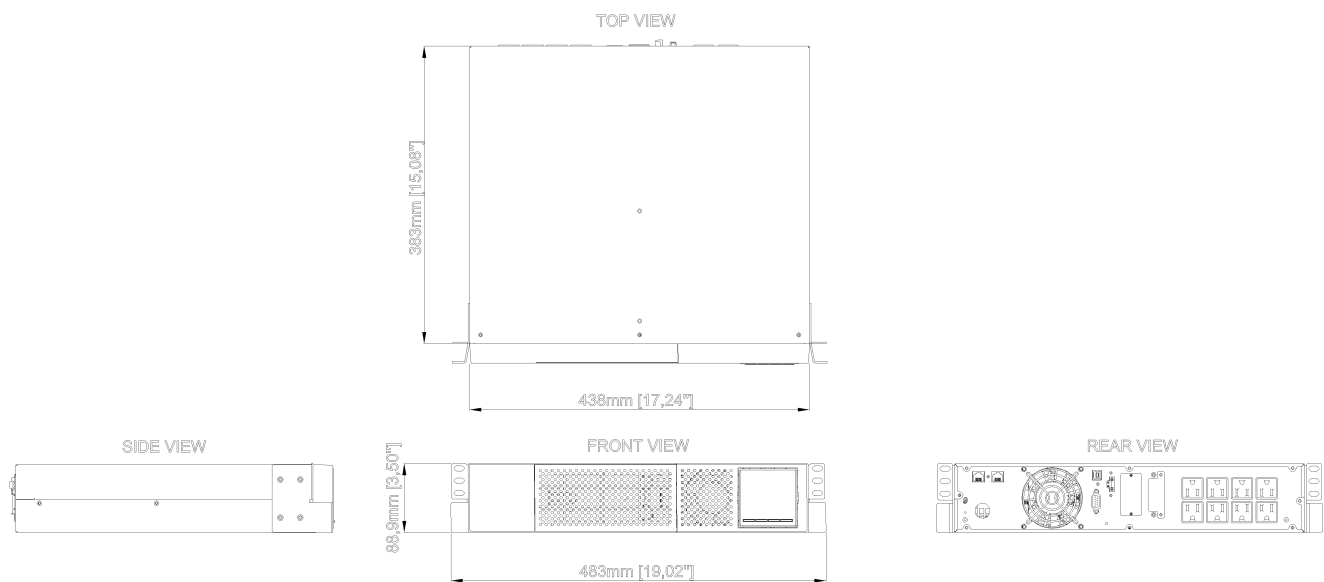 TOP VIEW
383mm [15,08"]
438mm [17,24"]
SIDE VIEW
FRONT VIEW
REAR VIEW
88,9mm [3,50"]
483mm [19,02"]